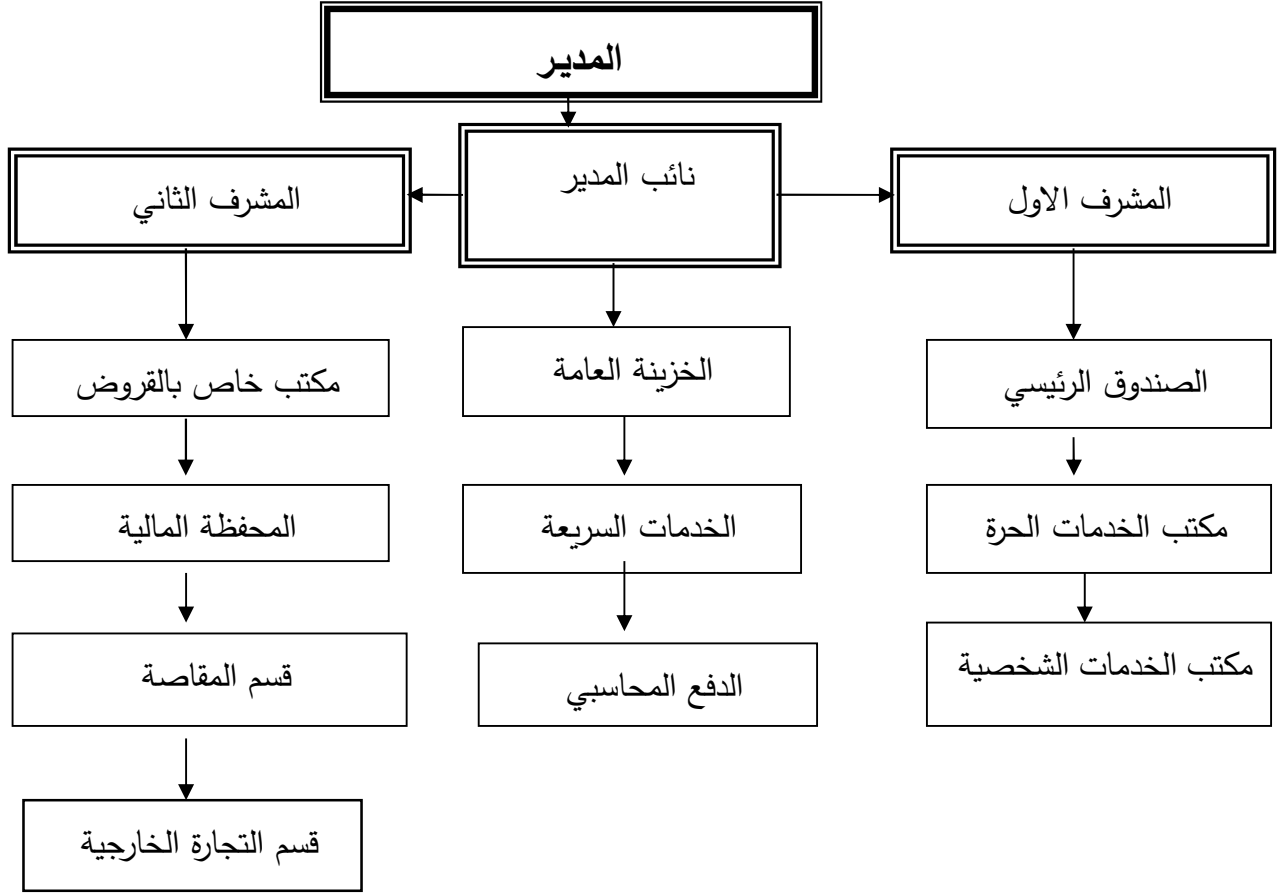 المدير
نائب المدير
المشرف الاول
المشرف الثاني
الصندوق الرئيسي
الخزينة العامة
مكتب خاص بالقروض
مكتب الخدمات الحرة
الخدمات السريعة
المحفظة المالية
مكتب الخدمات الشخصية
الدفع المحاسبي
قسم المقاصة
قسم التجارة الخارجية